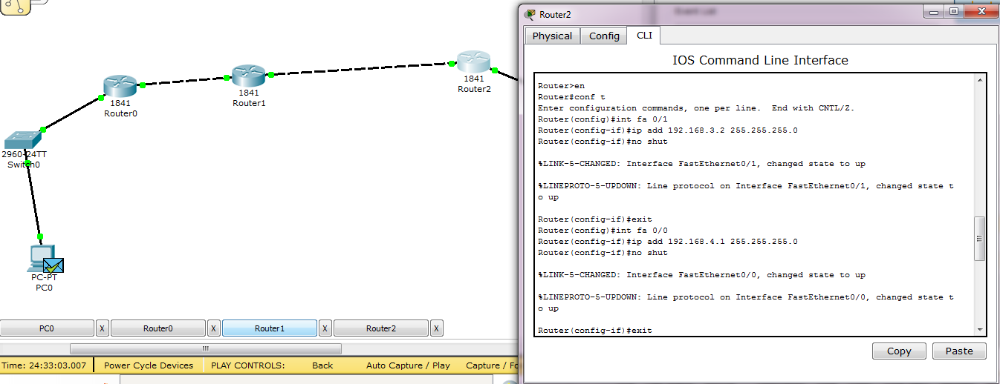 1841
Router0
1841
Router1
1841
Router2
2960-24TT
Switch0
PC-PT
PC0
PC0
X
Router0
X
Router1
X
Router2
X
Time: 24:33:03.007
Power Cycle Devices
PLAY CONTROLS:
Back
Auto Capture / Play
Capture / Fo
Router2
Physical
Config
CLI
IOS Command Line Interface
Router>en
Router#conf t
Enter configuration commands, one per line.  End with CNTL/Z.
Router(config)#int fa 0/1
Router(config-if)#ip add 192.168.3.2 255.255.255.0
Router(config-if)#no shut
%LINK-5-CHANGED: Interface FastEthernet0/1, changed state to up
%LINEPROTO-5-UPDOWN: Line protocol on Interface FastEthernet0/1, changed state t
o up
Router(config-if)#exit
Router(config)#int fa 0/0
Router(config-if)#ip add 192.168.4.1 255.255.255.0
Router(config-if)#no shut
%LINK-5-CHANGED: Interface FastEthernet0/0, changed state to up
%LINEPROTO-5-UPDOWN: Line protocol on Interface FastEthernet0/0, changed state t
o up
Router(config-if)#exit
Copy
Paste